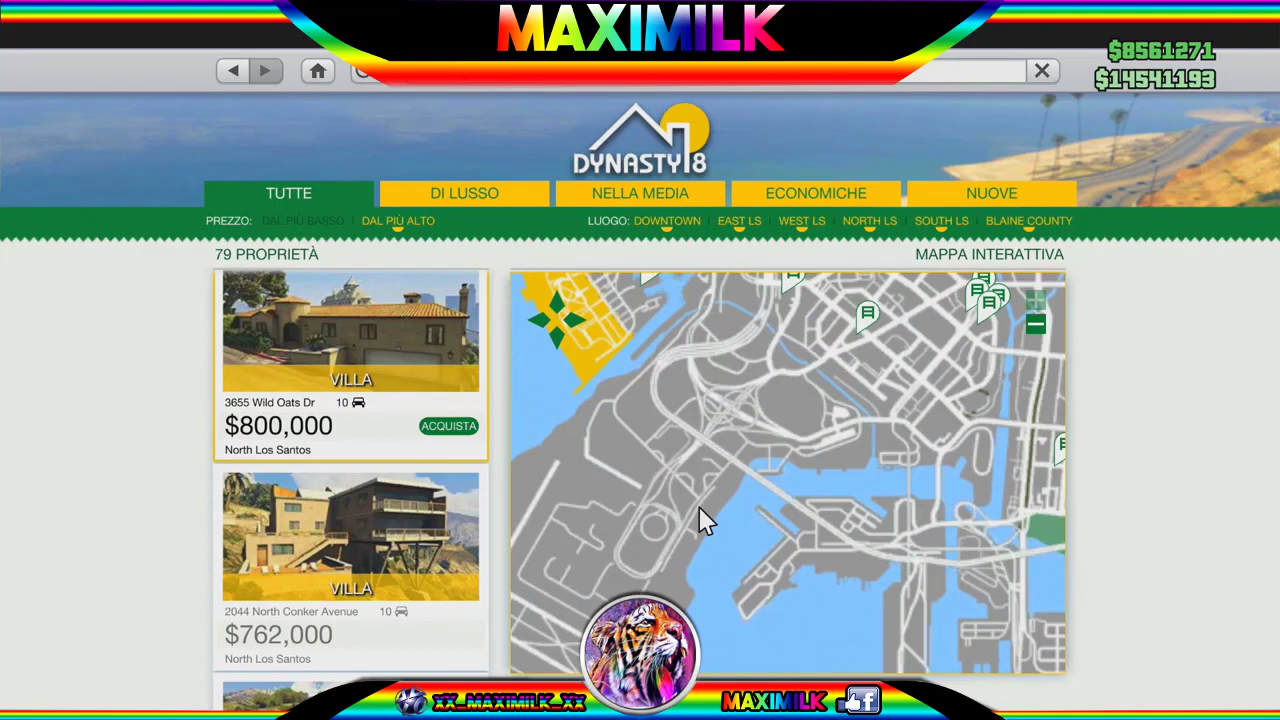 MAXIMILK
$8561271
$14541193
DYNASTY 8
TUTTE
DI LUSSO
NELLA MEDIA
ECONOMICHE
NUOVE
PREZZO: DAL PIÙ BASSO DAL PIÙ ALTO
LUOGO: DOWNTOWN EAST LS WEST LS NORTH LS SOUTH LS BLAINE COUNTY
79 PROPRIETÀ
MAPPA INTERATTIVA
VILLA
3655 Wild Oats Dr 10
$800,000
ACQUISTA
North Los Santos
VILLA
2044 North Conker Avenue 10
$762,000
North Los Santos
XX_MAXIMILK_XX
MAXIMILK